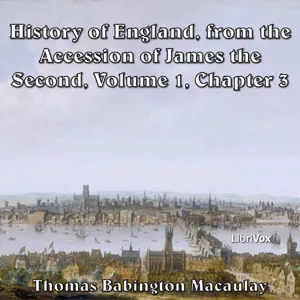 History of England, from the
Accession of James the
Second, Volume 1, Chapter 3
LibriVox
Thomas Babington Macaulay